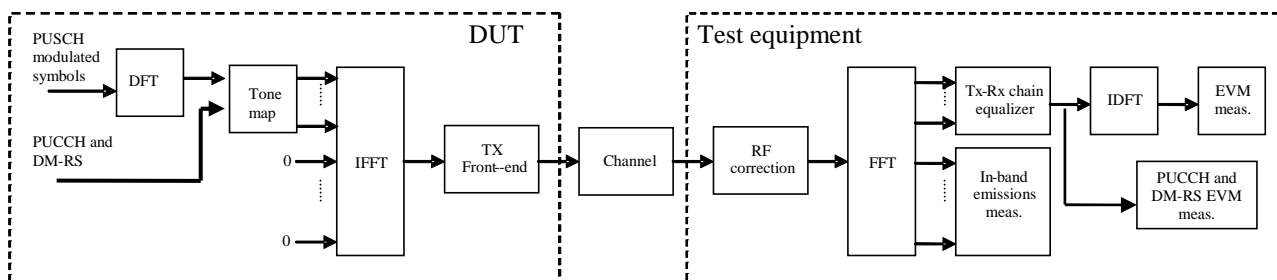 DUT
Test equipment
PUSCH
modulated
symbols
DFT
Tone
map
PUCCH and
DM-RS
0
0
IFFT
TX
Front--end
Channel
RF
correction
FFT
Tx-Rx chain
equalizer
IDFT
EVM
meas.
In-band
emissions
meas.
PUCCH and
DM-RS EVM
meas.